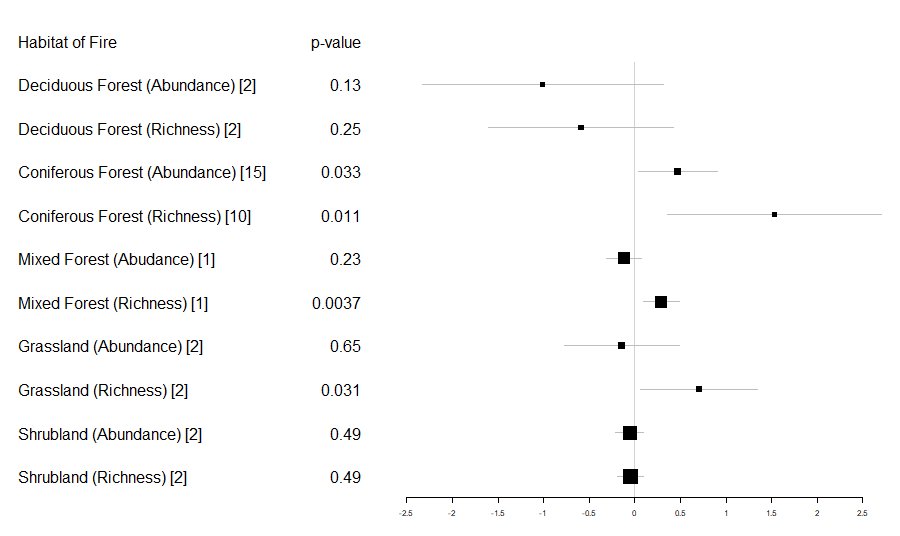 Habitat of Fire p-value
Deciduous Forest (Abundance) [2] 0.13
Deciduous Forest (Richness) [2] 0.25
Coniferous Forest (Abundance) [15] 0.033
Coniferous Forest (Richness) [10] 0.011
Mixed Forest (Abudance) [1] 0.23
Mixed Forest (Richness) [1] 0.0037
Grassland (Abundance) [2] 0.65
Grassland (Richness) [2] 0.031
Shrubland (Abundance) [2] 0.49
Shrubland (Richness) [2] 0.49
-2.5 -2 -1.5 -1 -0.5 0 0.5 1 1.5 2 2.5